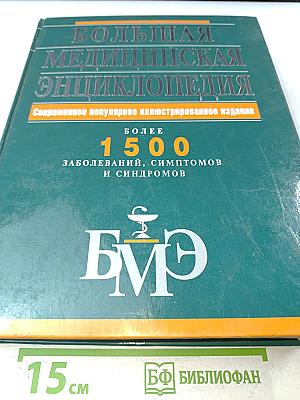 БОЛЬШАЯ
МЕДИЦИНСКАЯ
ЭНЦИКЛОПЕДИЯ
Современное популярное иллюстрированное издание
БОЛЕЕ
1500
ЗАБОЛЕВАНИЙ, СИМПТОМОВ
И СИНДРОМОВ
БМЭ
15 см
БФ БИБЛИОФАН